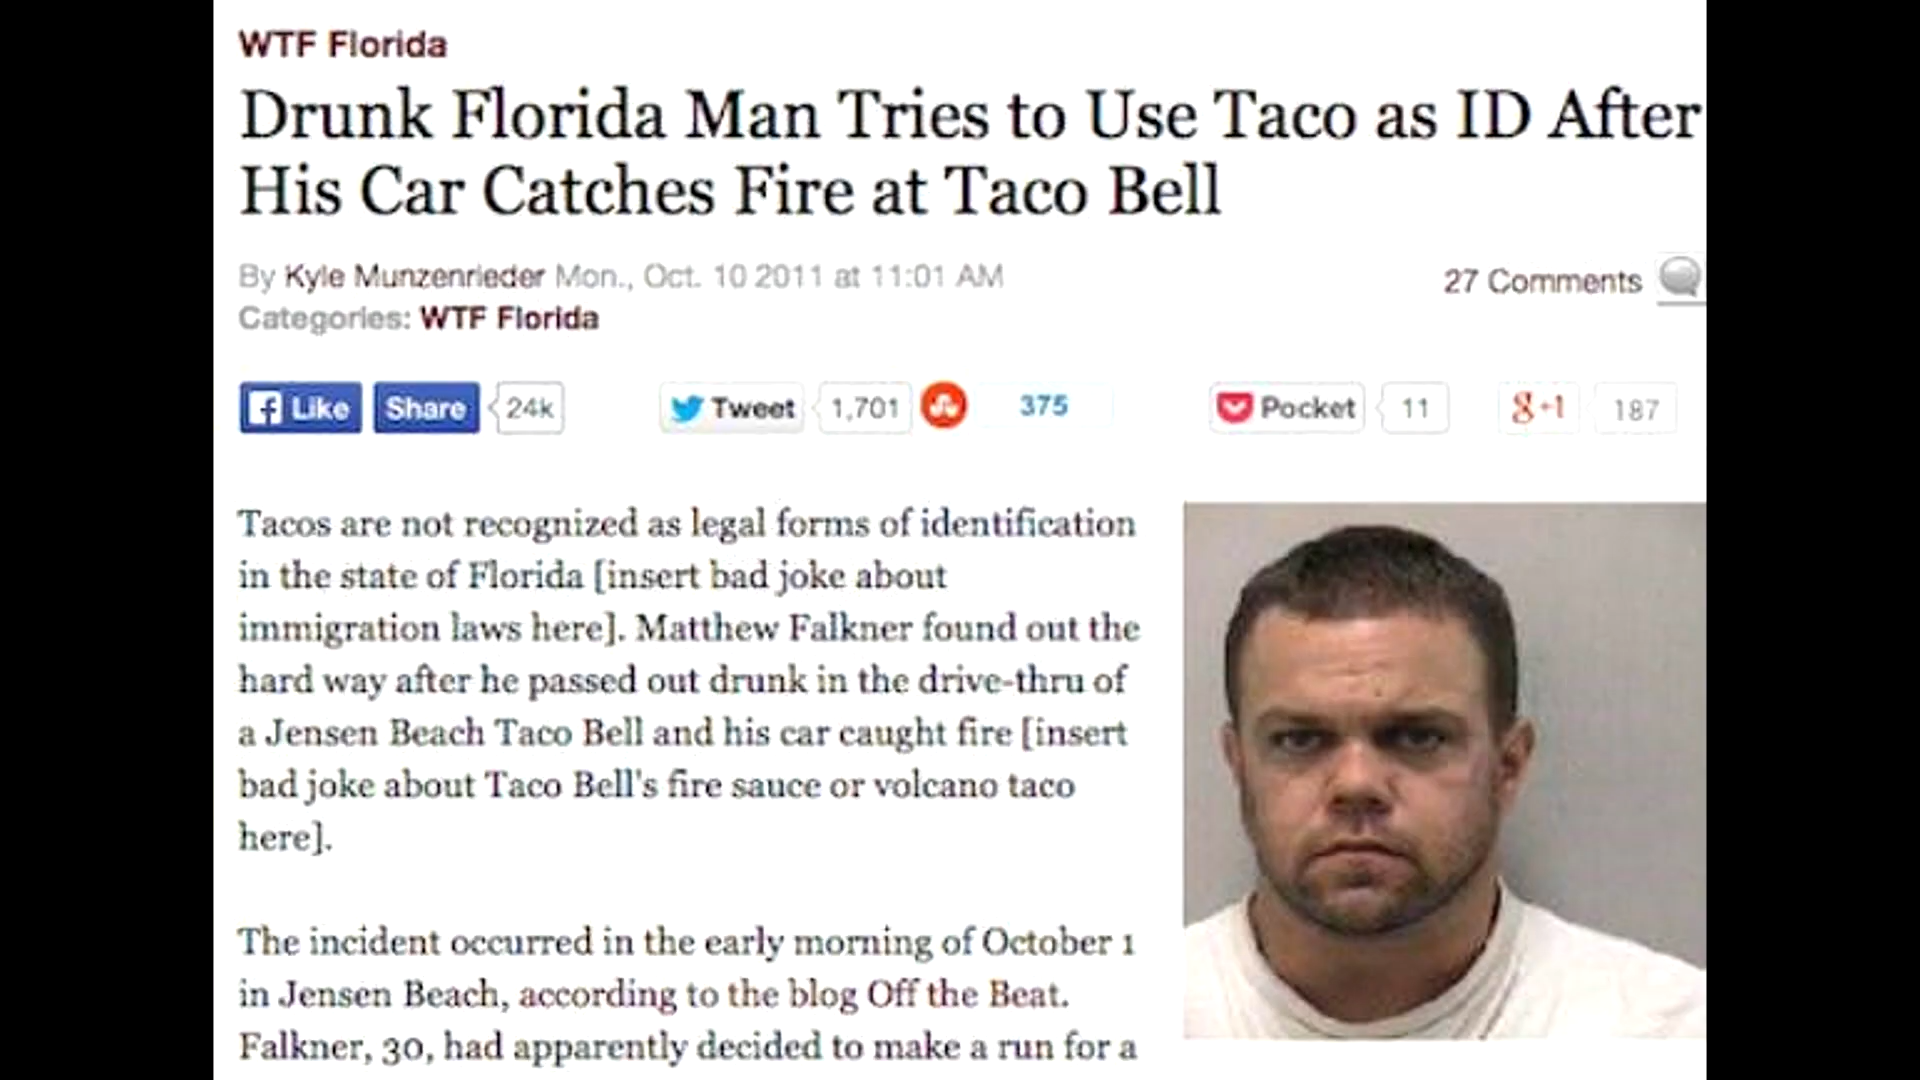 WTF Florida
Drunk Florida Man Tries to Use Taco as ID After
His Car Catches Fire at Taco Bell
By Kyle Munzenrieder Mon., Oct. 10 2011 at 11:01 AM
27 Comments
Categories: WTF Florida
Like Share 24k Tweet 1,701 375 Pocket 11 g+1 187
Tacos are not recognized as legal forms of identification
in the state of Florida [insert bad joke about
immigration laws here]. Matthew Falkner found out the
hard way after he passed out drunk in the drive-thru of
a Jensen Beach Taco Bell and his car caught fire [insert
bad joke about Taco Bell's fire sauce or volcano taco
here].
The incident occurred in the early morning of October 1
in Jensen Beach, according to the blog Off the Beat.
Falkner, 30, had apparently decided to make a run for a